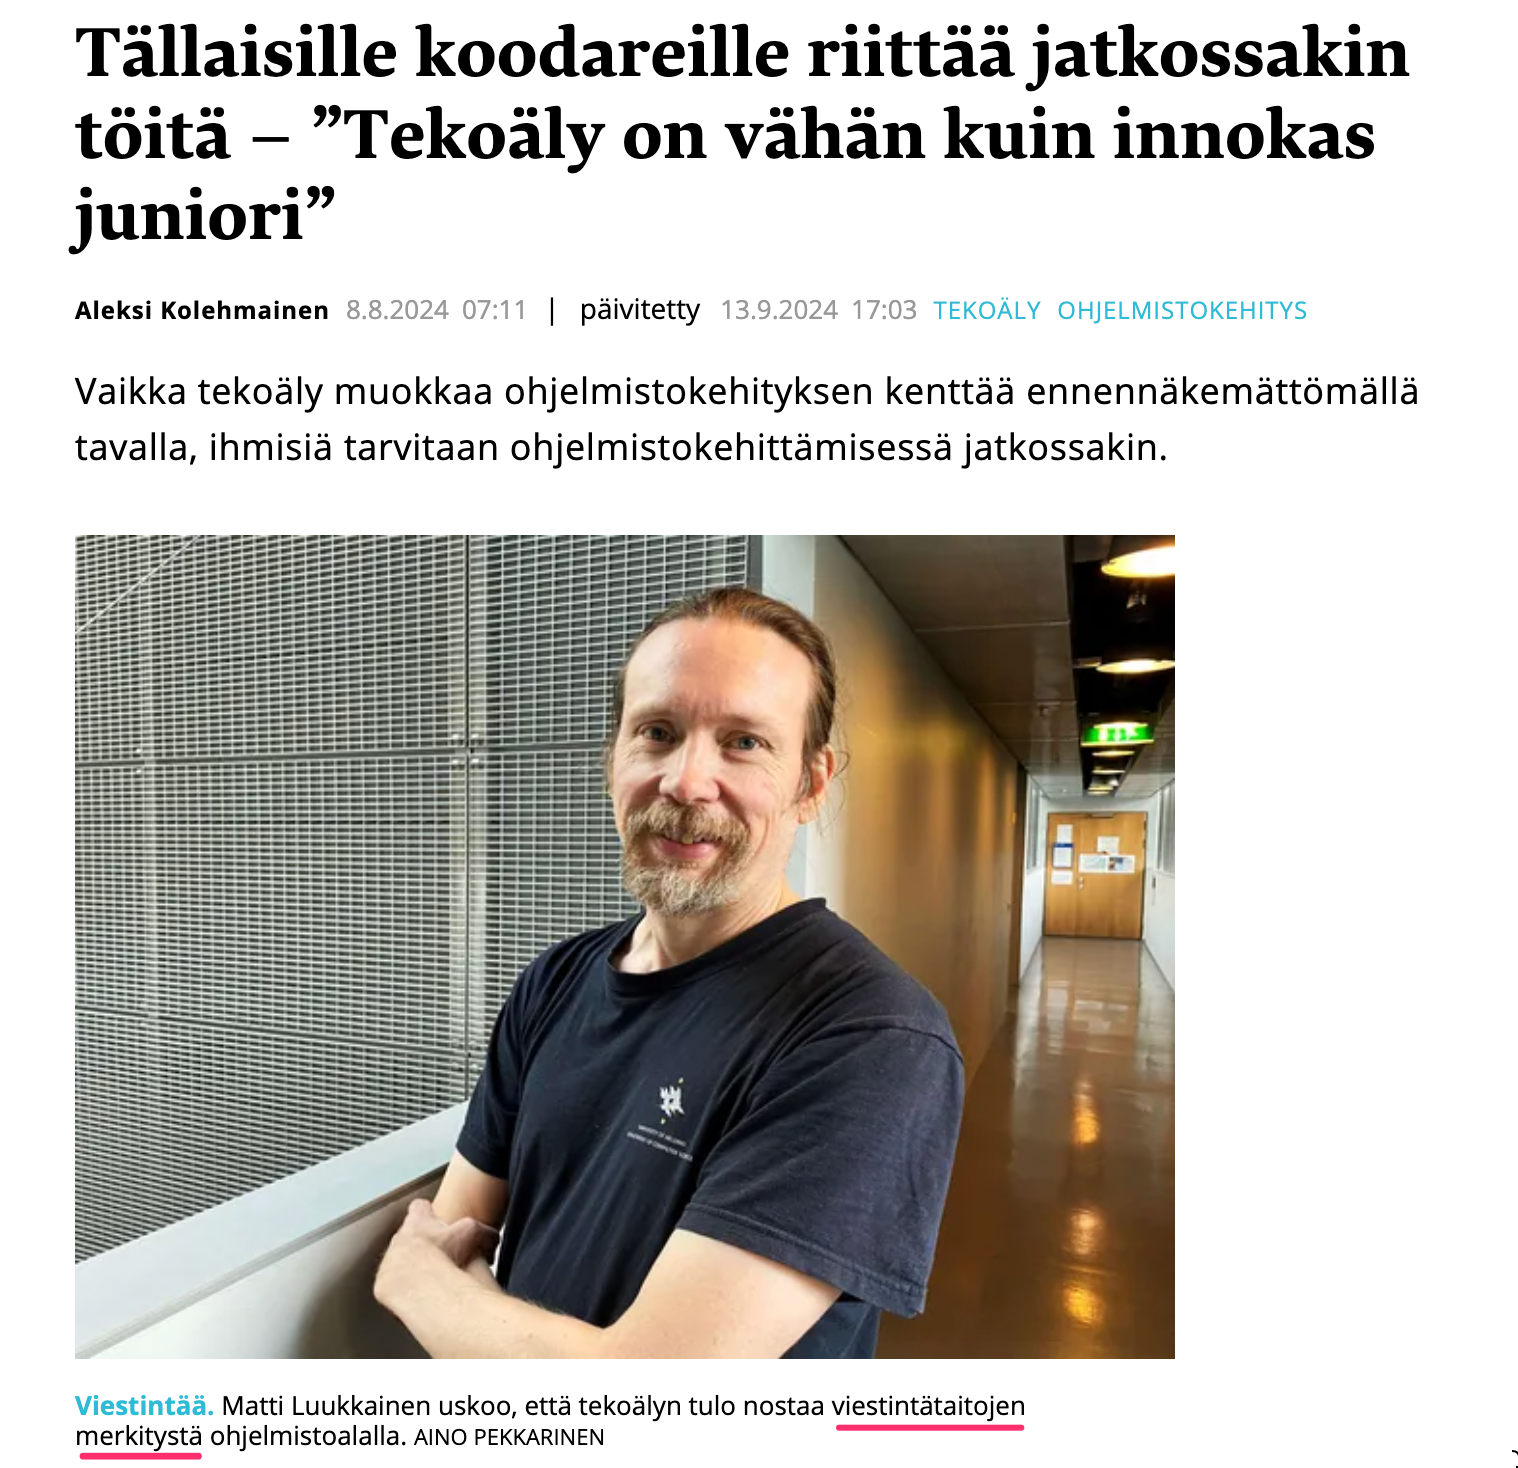 Tällaisille koodareille riittää jatkossakin
töitä – ”Tekoäly on vähän kuin innokas
juniori”
Aleksi Kolehmainen 8.8.2024 07:11 | päivitetty 13.9.2024 17:03 TEKOÄLY OHJELMISTOKEHITYS
Vaikka tekoäly muokkaa ohjelmistokehityksen kenttää ennennäkemättömällä
tavalla, ihmisiä tarvitaan ohjelmistokehittämisessä jatkossakin.
Viestintää. Matti Luukkainen uskoo, että tekoälyn tulo nostaa viestintätaitojen
merkitystä ohjelmistoalalla. AINO PEKKARINEN